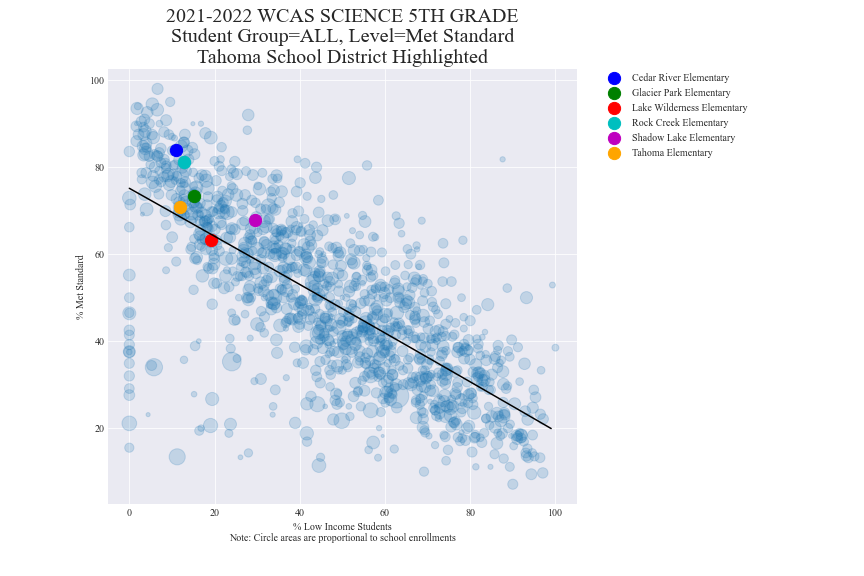 2021-2022 WCAS SCIENCE 5TH GRADE
Student Group=ALL, Level=Met Standard
Tahoma School District Highlighted
Cedar River Elementary
Glacier Park Elementary
Lake Wilderness Elementary
Rock Creek Elementary
Shadow Lake Elementary
Tahoma Elementary
% Met Standard
100
80
60
40
20
0 20 40 60 80 100
% Low Income Students
Note: Circle areas are proportional to school enrollments